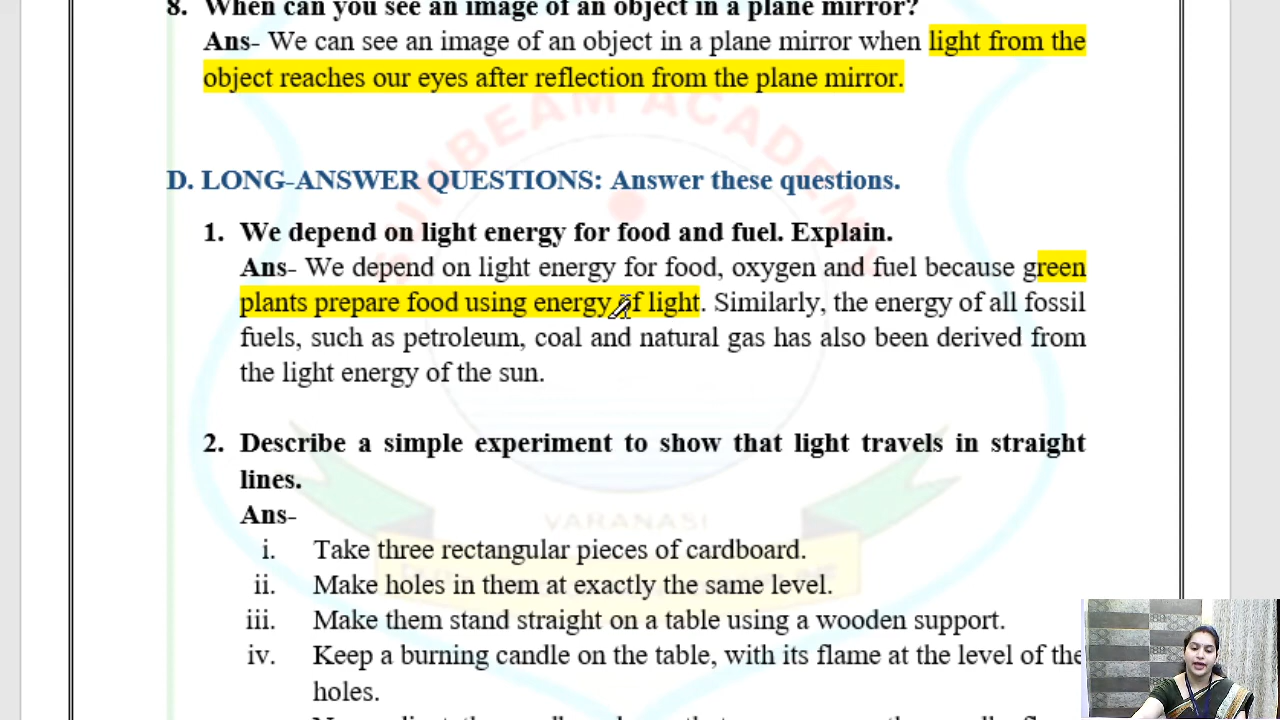 8. When can you see an image of an object in a plane mirror?
Ans- We can see an image of an object in a plane mirror when light from the
object reaches our eyes after reflection from the plane mirror.
SUNBEAM ACADEMY
D. LONG-ANSWER QUESTIONS: Answer these questions.
1. We depend on light energy for food and fuel. Explain.
Ans- We depend on light energy for food, oxygen and fuel because green
plants prepare food using energy of light. Similarly, the energy of all fossil
fuels, such as petroleum, coal and natural gas has also been derived from
the light energy of the sun.
2. Describe a simple experiment to show that light travels in straight
lines.
Ans-
VARANASI
i. Take three rectangular pieces of cardboard.
ii. Make holes in them at exactly the same level.
iii. Make them stand straight on a table using a wooden support.
iv. Keep a burning candle on the table, with its flame at the level of the
holes.